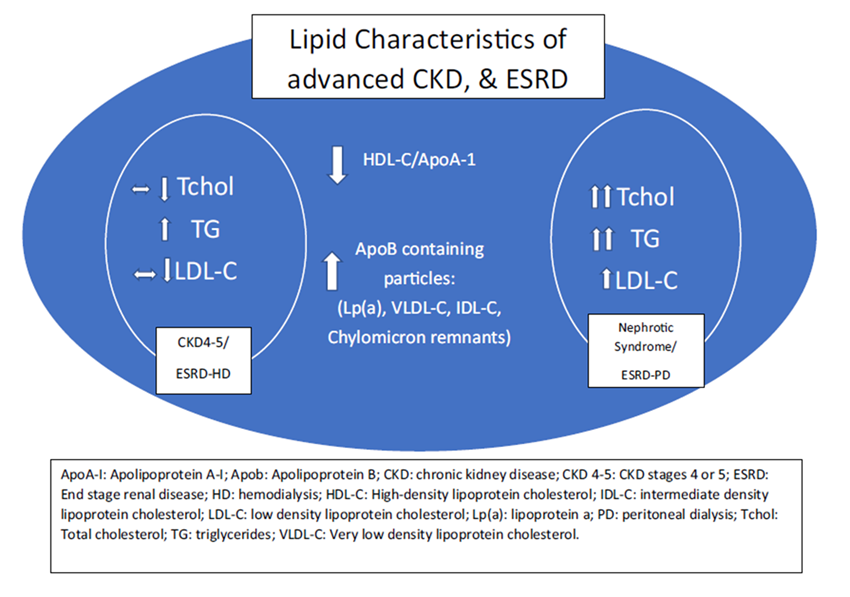 Lipid Characteristics of
advanced CKD, & ESRD
Tchol
TG
LDL-C
CKD4-5/
ESRD-HD
HDL-C/ApoA-1
ApoB containing
particles:
(Lp(a), VLDL-C, IDL-C,
Chylomicron remnants)
Tchol
TG
LDL-C
Nephrotic
Syndrome/
ESRD-PD
ApoA-I: Apolipoprotein A-I; Apob: Apolipoprotein B; CKD: chronic kidney disease; CKD 4-5: CKD stages 4 or 5; ESRD:
End stage renal disease; HD: hemodialysis; HDL-C: High-density lipoprotein cholesterol; IDL-C: intermediate density
lipoprotein cholesterol; LDL-C: low density lipoprotein cholesterol; Lp(a): lipoprotein a; PD: peritoneal dialysis; Tchol:
Total cholesterol; TG: triglycerides; VLDL-C: Very low density lipoprotein cholesterol.